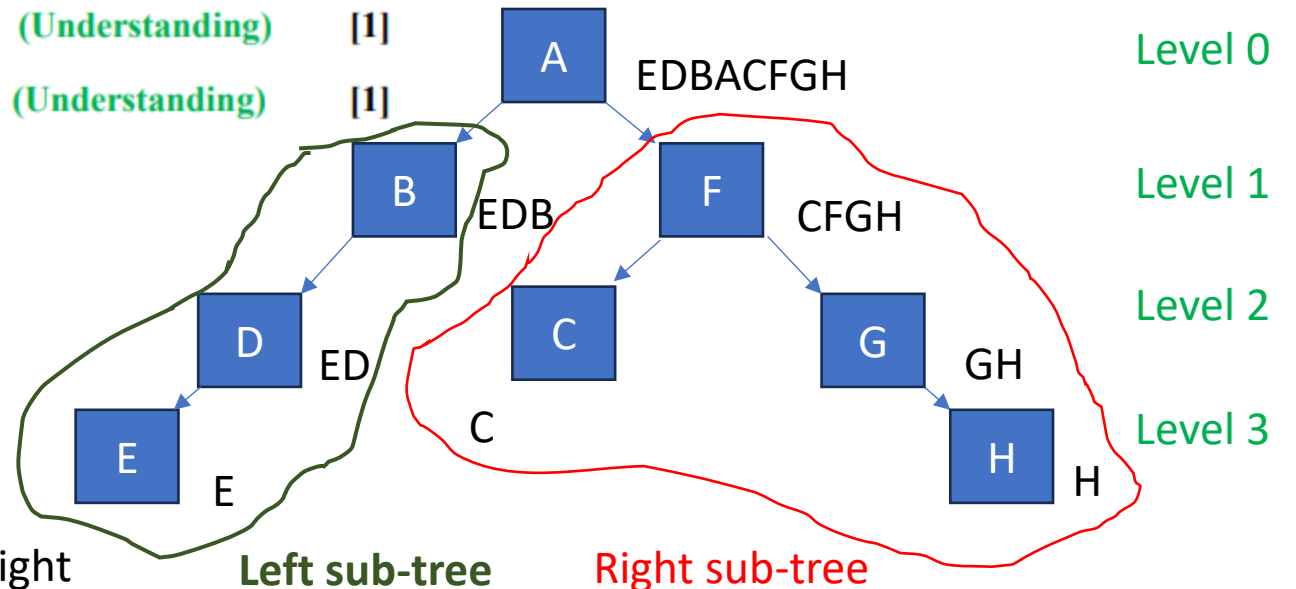 (Understanding) [1]
A
Level 0
EDBACFGH
(Understanding) [1]
B
EDB
F
CFGH
Level 1
D
ED
C
G
GH
Level 2
E
E
C
H
H
Level 3
ight
Left sub-tree
Right sub-tree